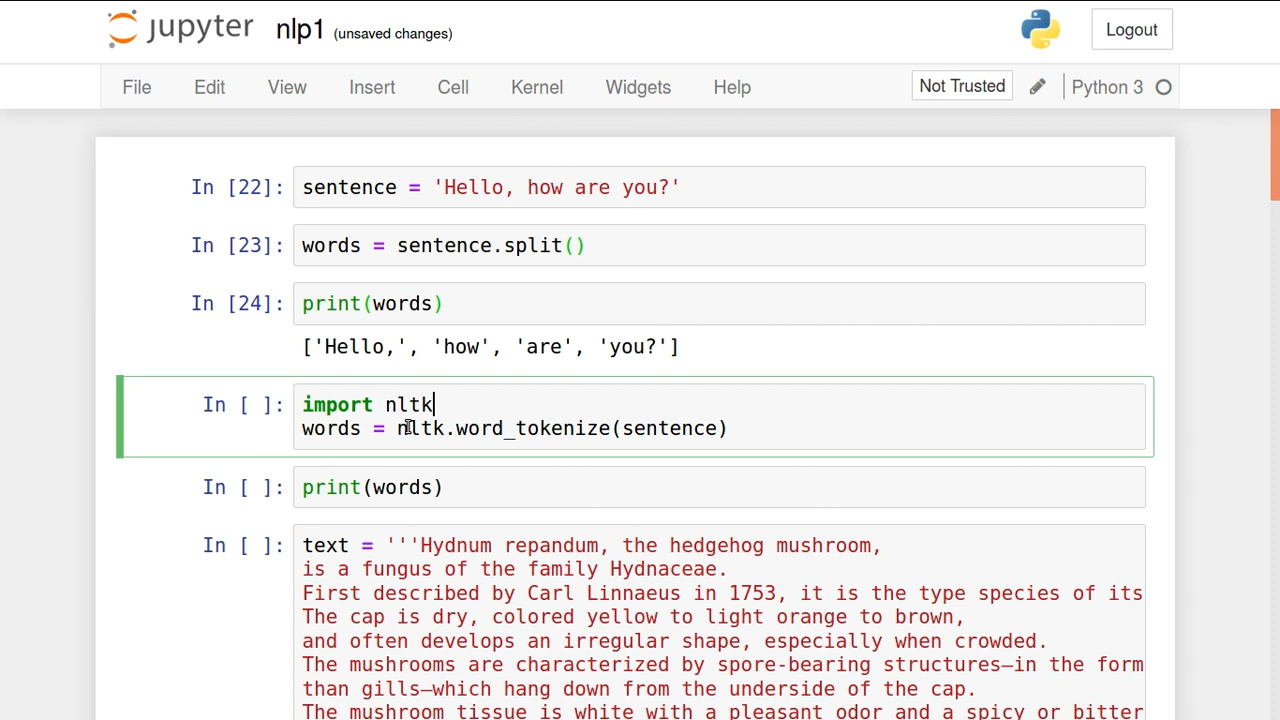 jupyter nlp1 (unsaved changes) Logout
File Edit View Insert Cell Kernel Widgets Help Not Trusted Python 3
In [22]: sentence = 'Hello, how are you?'
In [23]: words = sentence.split()
In [24]: print(words)
['Hello,', 'how', 'are', 'you?']
In [ ]: import nltk
words = nltk.word_tokenize(sentence)
In [ ]: print(words)
In [ ]: text = '''Hydnum repandum, the hedgehog mushroom,
is a fungus of the family Hydnaceae.
First described by Carl Linnaeus in 1753, it is the type species of its
The cap is dry, colored yellow to light orange to brown,
and often develops an irregular shape, especially when crowded.
The mushrooms are characterized by spore-bearing structures—in the form
than gills—which hang down from the underside of the cap.
The mushroom tissue is white with a pleasant odor and a spicy or bitter